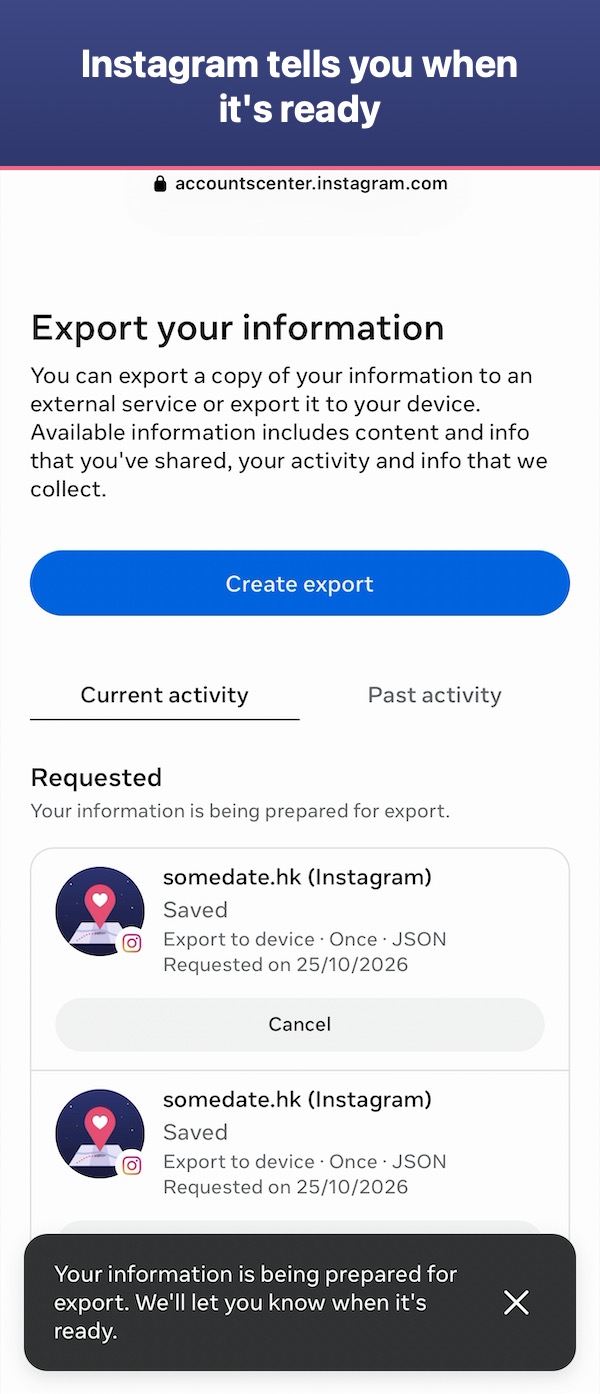 Instagram tells you when
it's ready
accountscenter.instagram.com
Export your information
You can export a copy of your information to an
external service or export it to your device.
Available information includes content and info
that you've shared, your activity and info that we
collect.
Create export
Current activity
Past activity
Requested
Your information is being prepared for export.
somedate.hk (Instagram)
Saved
Export to device · Once · JSON
Requested on 25/10/2026
Cancel
somedate.hk (Instagram)
Saved
Export to device · Once · JSON
Requested on 25/10/2026
Your information is being prepared for
export. We'll let you know when it's
ready.